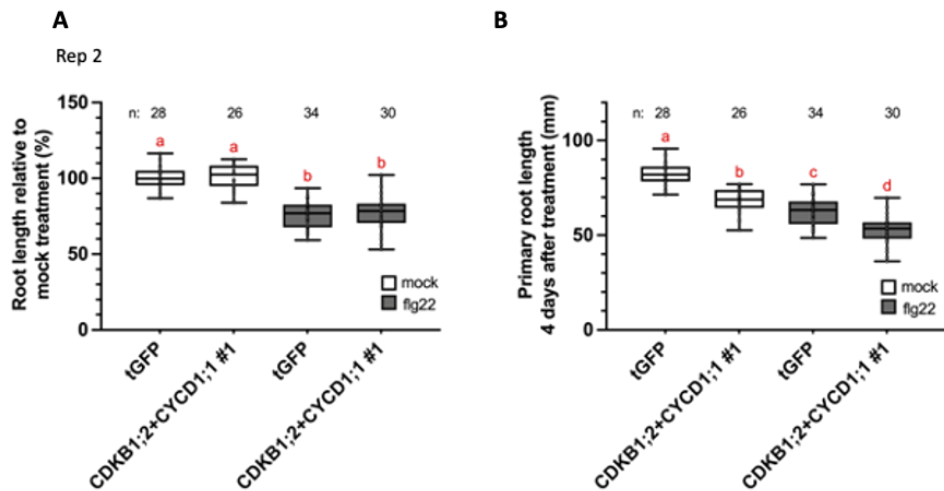 A
Rep 2
Root length relative to
mock treatment (%)
150
100
50
0
n: 28 26 34 30
a a b b
mock
flg22
tGFP
CDKB1;2+CYCD1;1 #1
tGFP
CDKB1;2+CYCD1;1 #1
B
Primary root length
4 days after treatment (mm)
100
50
0
n: 28 26 34 30
a b c d
mock
flg22
tGFP
CDKB1;2+CYCD1;1 #1
tGFP
CDKB1;2+CYCD1;1 #1